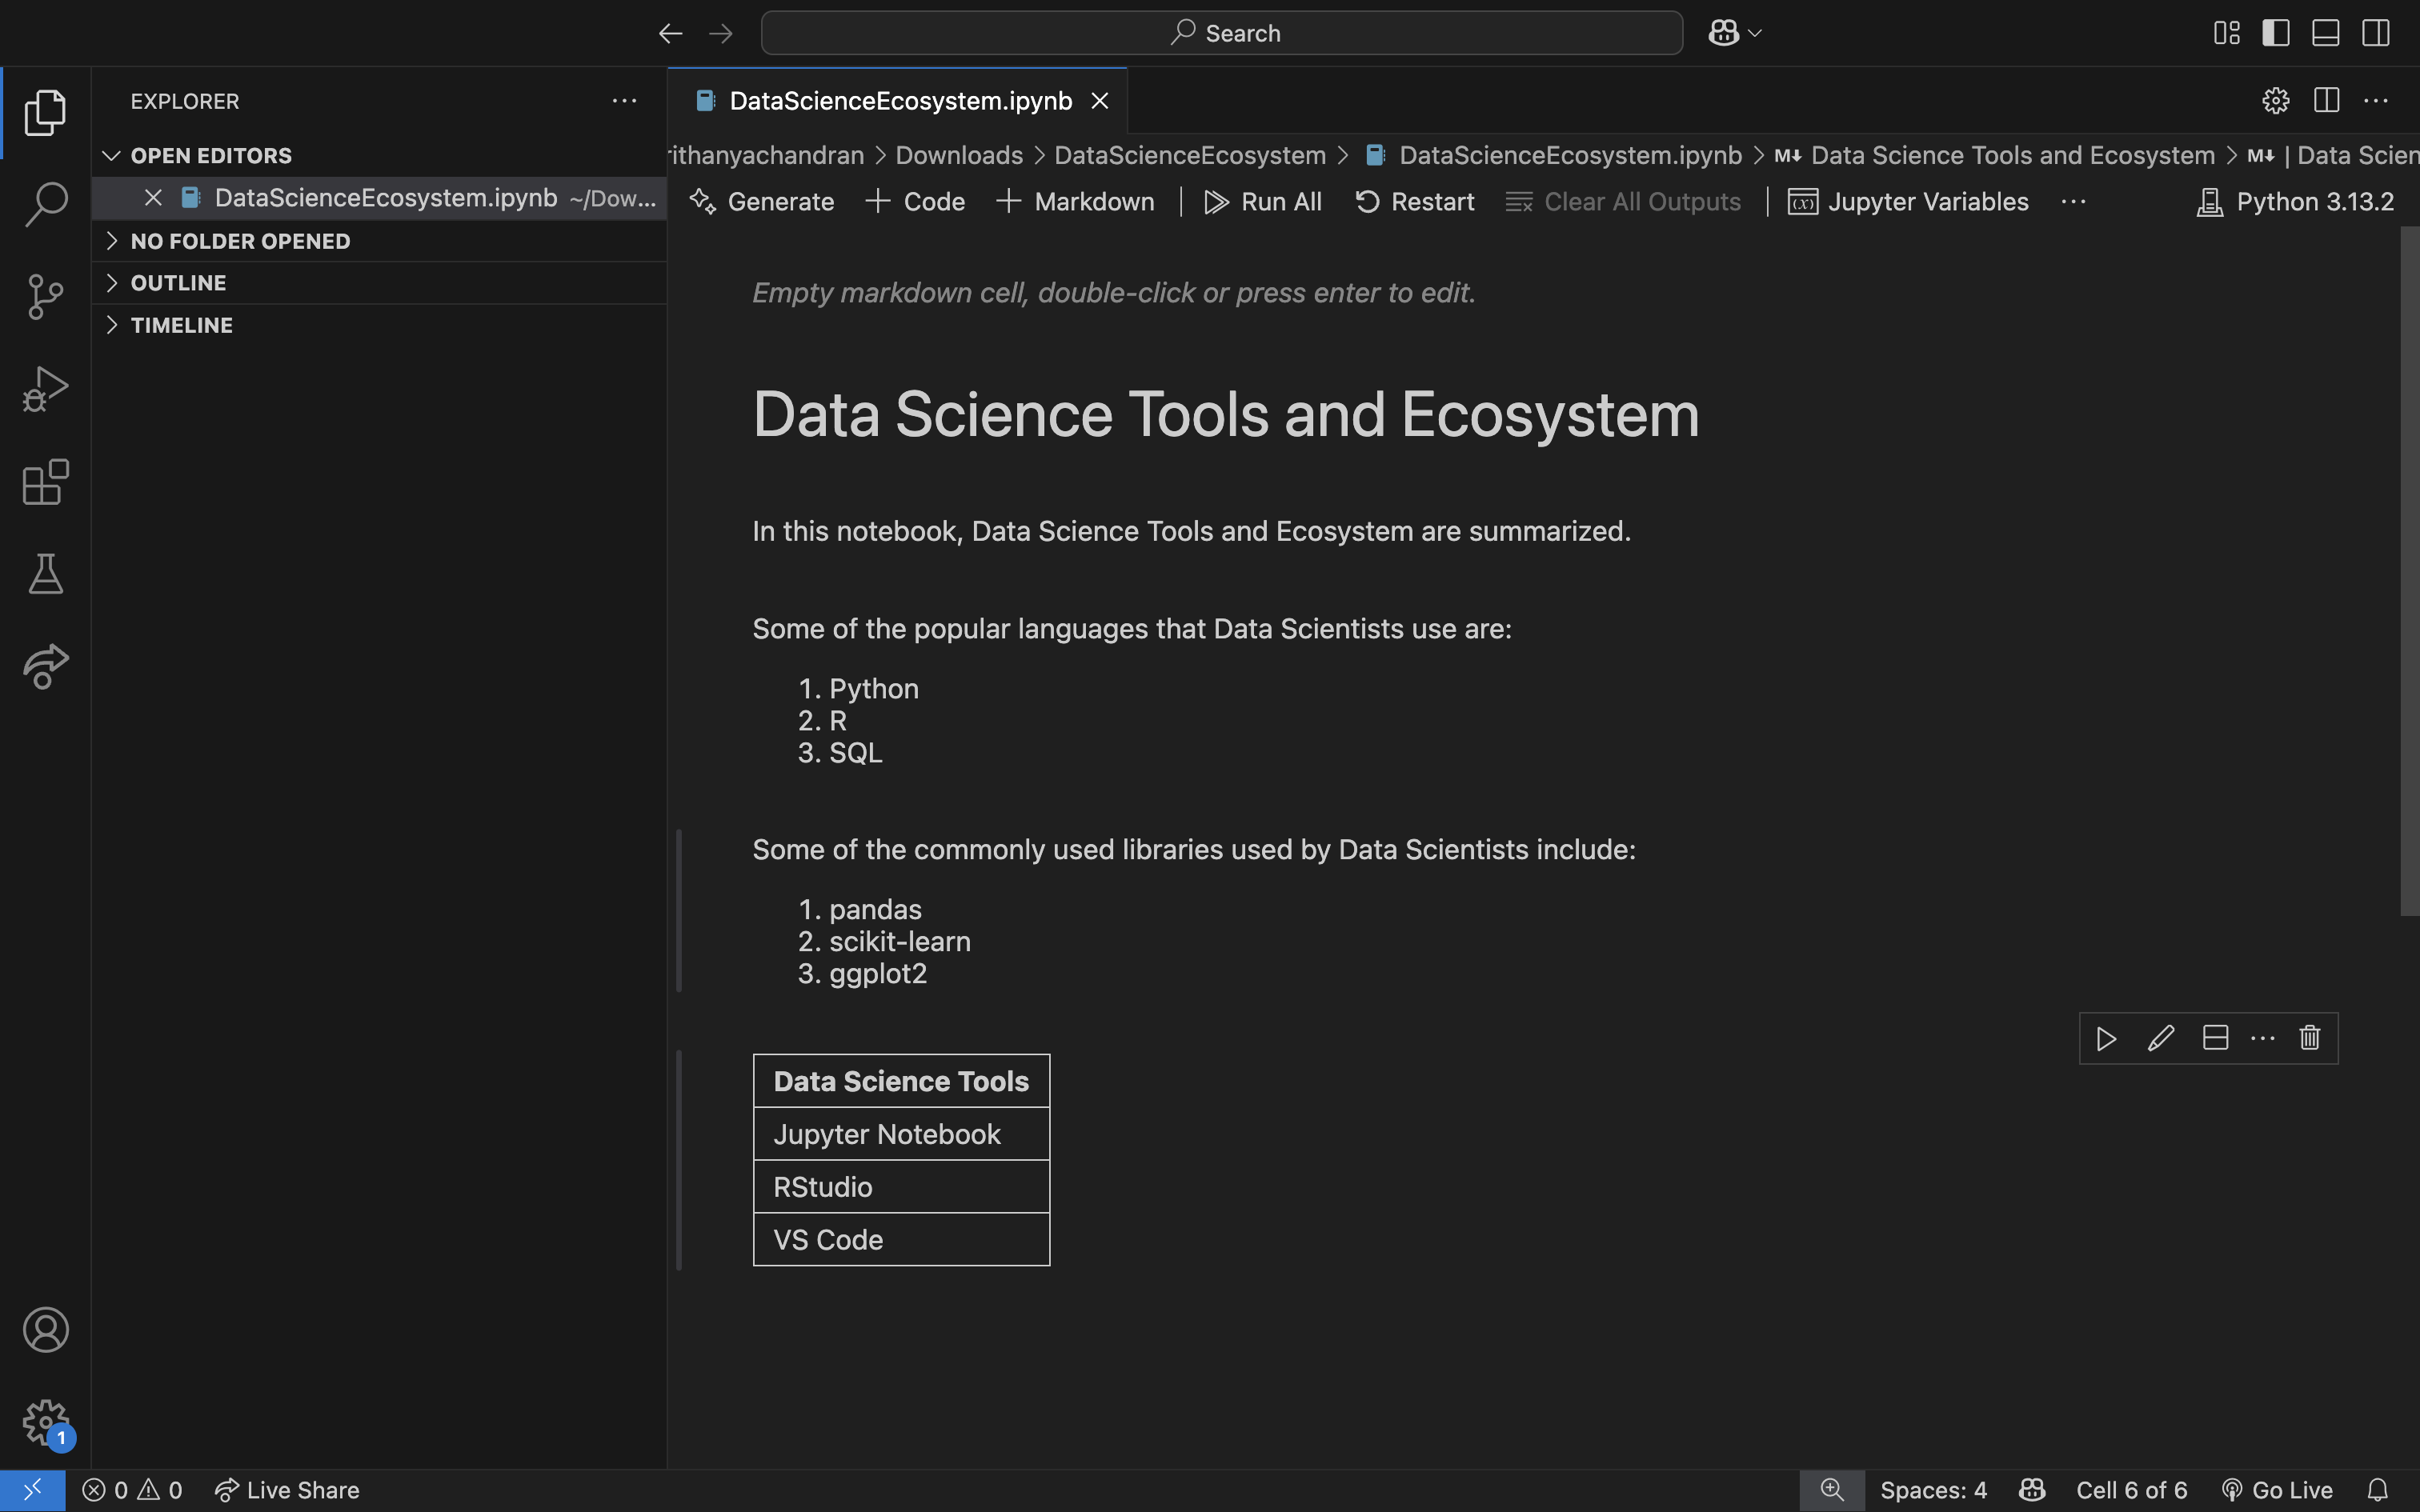 Search
EXPLORER
OPEN EDITORS
DataScienceEcosystem.ipynb ~/Dow...
NO FOLDER OPENED
OUTLINE
TIMELINE
DataScienceEcosystem.ipynb
rithanyachandran > Downloads > DataScienceEcosystem > DataScienceEcosystem.ipynb > M↓ Data Science Tools and Ecosystem > M↓ | Data Scien
Generate + Code + Markdown | Run All Restart Clear All Outputs | Jupyter Variables ... Python 3.13.2
Empty markdown cell, double-click or press enter to edit.
Data Science Tools and Ecosystem
In this notebook, Data Science Tools and Ecosystem are summarized.
Some of the popular languages that Data Scientists use are:
1. Python
2. R
3. SQL
Some of the commonly used libraries used by Data Scientists include:
1. pandas
2. scikit-learn
3. ggplot2
Data Science Tools
Jupyter Notebook
RStudio
VS Code
1
0 0 Live Share
Spaces: 4 Cell 6 of 6 Go Live